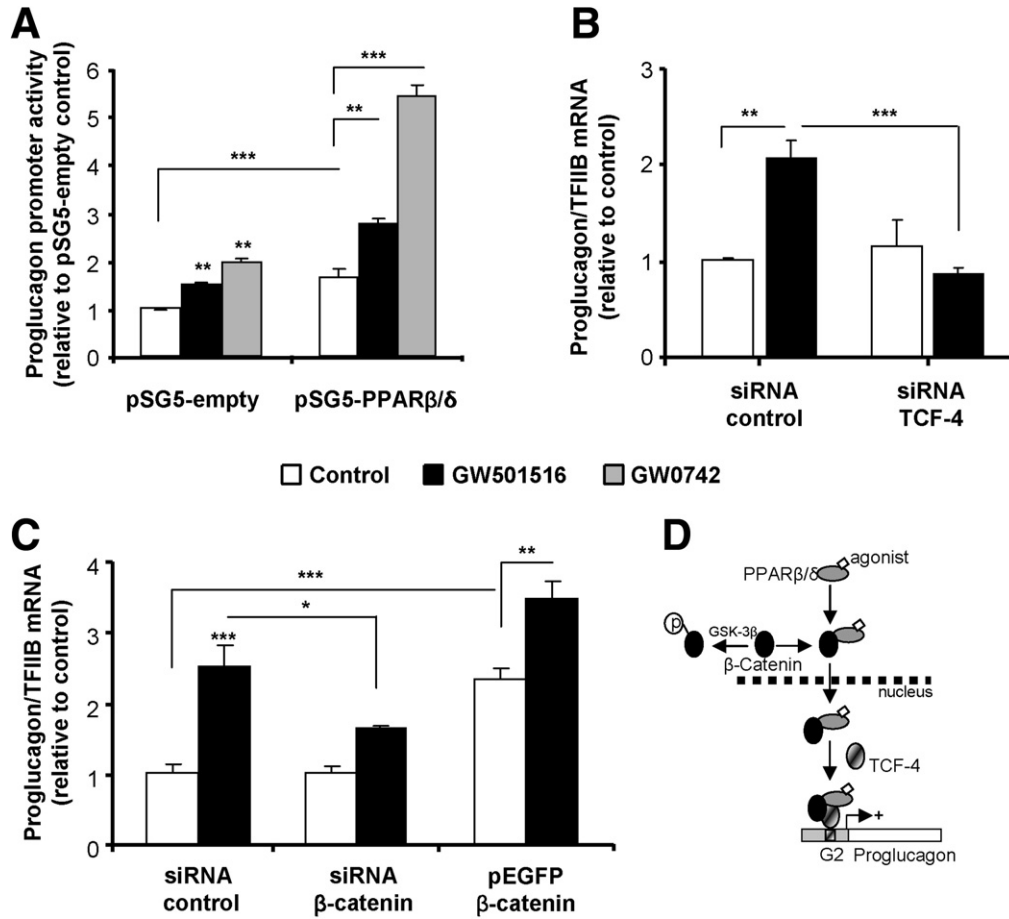 A
Proglucagon promoter activity
(relative to pSG5-empty control)
6
5
4
3
2
1
0
***
**
***
**
**
pSG5-empty
pSG5-PPARβ/δ
B
Proglucagon/TFIIB mRNA
(relative to control)
3
2
1
0
**
***
siRNA
control
siRNA
TCF-4
Control
GW501516
GW0742
C
Proglucagon/TFIIB mRNA
(relative to control)
4
3
2
1
0
**
***
*
***
siRNA
control
siRNA
β-catenin
pEGFP
β-catenin
D
agonist
PPARβ/δ
p
GSK-3β
β-Catenin
nucleus
TCF-4
+
G2 Proglucagon